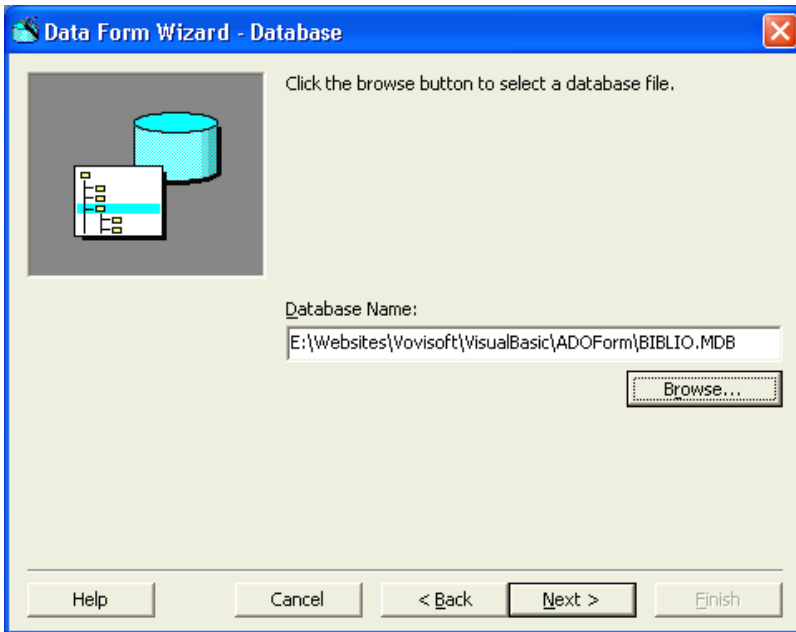 Data Form Wizard - Database
Click the browse button to select a database file.
Database Name:
E:\Websites\Vovisoft\VisualBasic\ADOForm\BIBLIO.MDB
Browse...
Help Cancel < Back Next > Finish